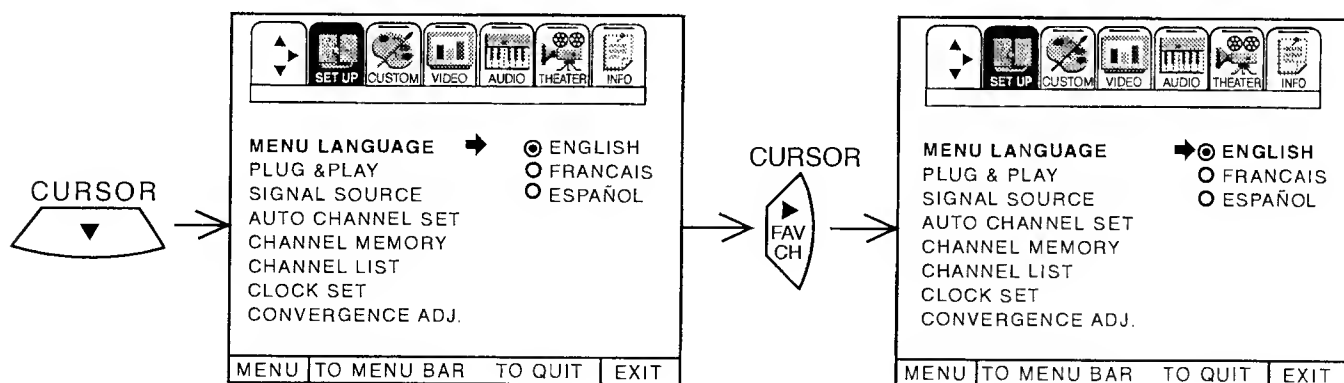 CURSOR
SET UP CUSTOM VIDEO AUDIO THEATER INFO
MENU LANGUAGE ENGLISH
PLUG &PLAY FRANCAIS
SIGNAL SOURCE ESPAÑOL
AUTO CHANNEL SET
CHANNEL MEMORY
CHANNEL LIST
CLOCK SET
CONVERGENCE ADJ.
MENU TO MENU BAR TO QUIT EXIT
CURSOR
FAV
CH
SET UP CUSTOM VIDEO AUDIO THEATER INFO
MENU LANGUAGE ENGLISH
PLUG & PLAY FRANCAIS
SIGNAL SOURCE ESPAÑOL
AUTO CHANNEL SET
CHANNEL MEMORY
CHANNEL LIST
CLOCK SET
CONVERGENCE ADJ.
MENU TO MENU BAR TO QUIT EXIT